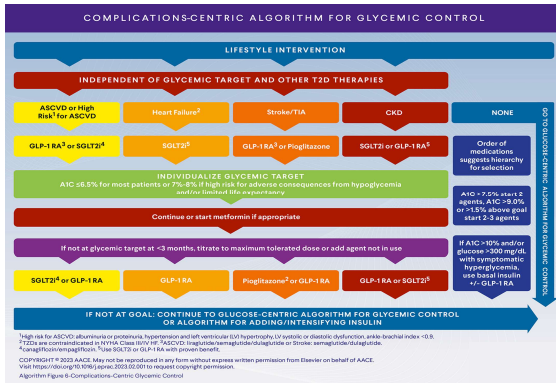 COMPLICATIONS-CENTRIC ALGORITHM FOR GLYCEMIC CONTROL
LIFESTYLE INTERVENTION
INDEPENDENT OF GLYCEMIC TARGET AND OTHER T2D THERAPIES
ASCVD or High
Risk¹ for ASCVD
Heart Failure²
Stroke/TIA
CKD
NONE
GLP-1 RA³ or SGLT2i⁴
SGLT2i⁵
GLP-1 RA³ or Pioglitazone
SGLT2i or GLP-1 RA⁵
Order of
medications
suggests hierarchy
for selection
INDIVIDUALIZE GLYCEMIC TARGET
A1C ≤6.5% for most patients or 7%-8% if high risk for adverse consequences from hypoglycemia
and/or limited life expectancy
Continue or start metformin if appropriate
A1C ≥7.5% start 2
agents, A1C >9.0%
or >1.5% above goal
start 2-3 agents
If not at glycemic target at <3 months, titrate to maximum tolerated dose or add agent not in use
SGLT2i⁴ or GLP-1 RA
GLP-1 RA
Pioglitazone² or GLP-1 RA
GLP-1 RA or SGLT2i⁵
If A1C >10% and/or
glucose >300 mg/dL
with symptomatic
hyperglycemia,
use basal insulin
+/- GLP-1 RA
GO TO GLUCOSE-CENTRIC ALGORITHM FOR GLYCEMIC CONTROL
IF NOT AT GOAL: CONTINUE TO GLUCOSE-CENTRIC ALGORITHM FOR GLYCEMIC CONTROL
OR ALGORITHM FOR ADDING/INTENSIFYING INSULIN
¹High risk for ASCVD: albuminuria or proteinuria, hypertension and left ventricular (LV) hypertrophy, LV systolic or diastolic dysfunction, ankle-brachial index <0.9.
²TZDs are contraindicated in NYHA Class III/IV HF. ³ASCVD: liraglutide/semaglutide/dulaglutide or Stroke: semaglutide/dulaglutide.
⁴canagliflozin/empagliflozin. ⁵Use SGLT2i or GLP-1 RA with proven benefit.
COPYRIGHT © 2023 AACE. May not be reproduced in any form without express written permission from Elsevier on behalf of AACE.
Visit https://doi.org/10.1016/j.eprac.2023.02.001 to request copyright permission.
Algorithm Figure 6-Complications-Centric Glycemic Control